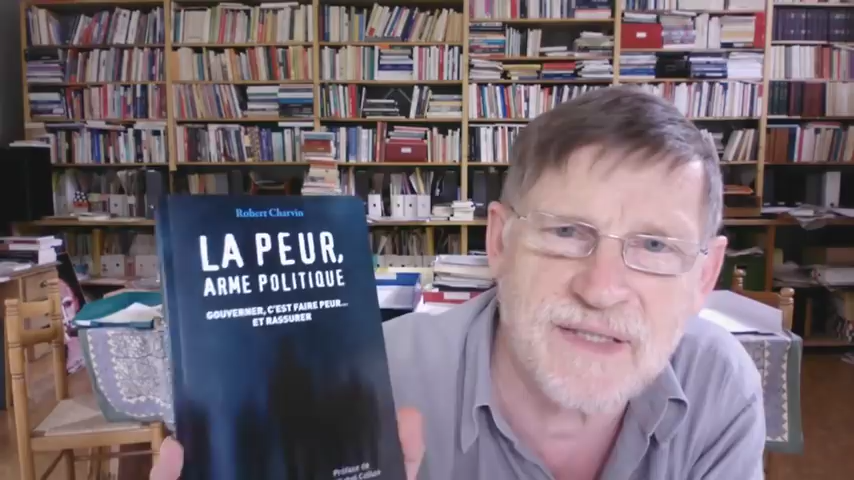 Robert Charvin
LA PEUR,
ARME POLITIQUE
GOUVERNER, C'EST FAIRE PEUR...
ET RASSURER
Préface de